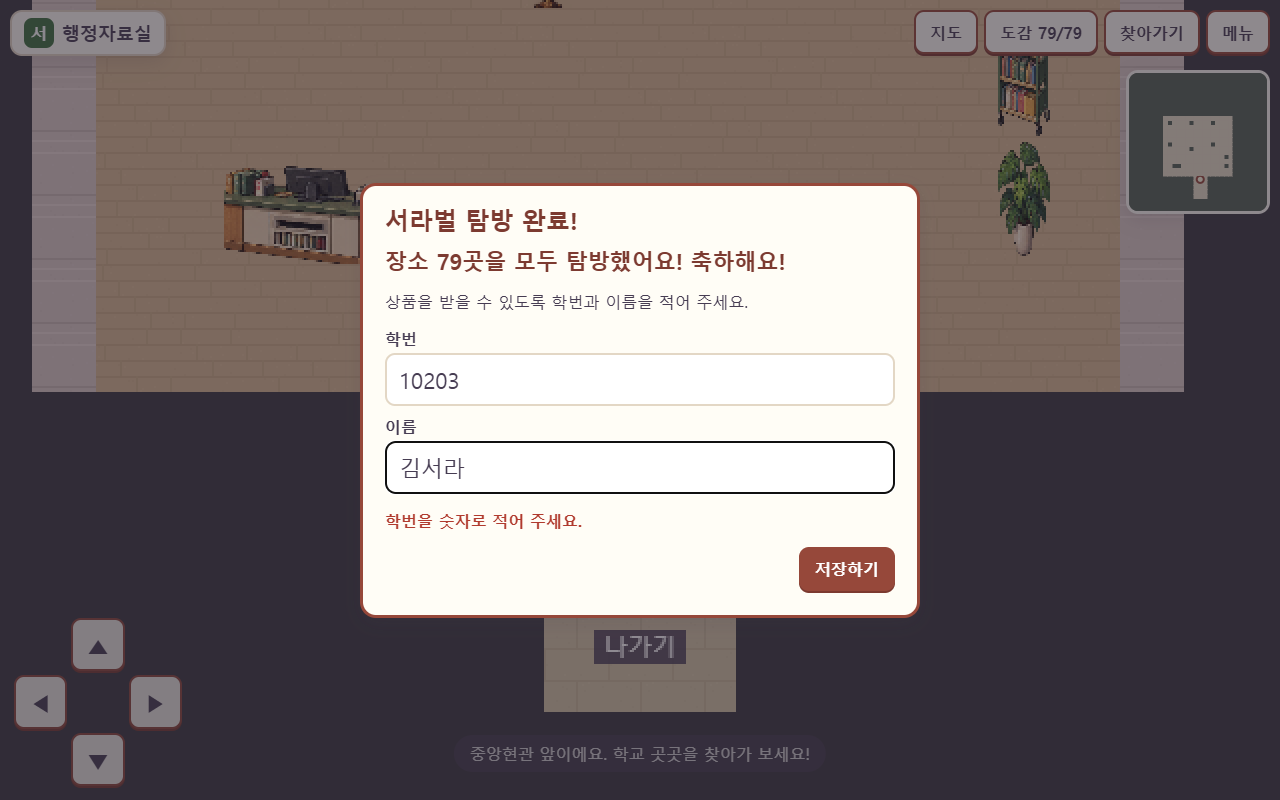 서 행정자료실
지도
도감 79/79
찾아가기
메뉴
서라벌 탐방 완료!
장소 79곳을 모두 탐방했어요! 축하해요!
상품을 받을 수 있도록 학번과 이름을 적어 주세요.
학번
10203
이름
김서라
학번을 숫자로 적어 주세요.
저장하기
나가기
중앙현관 앞이에요. 학교 곳곳을 찾아가 보세요!